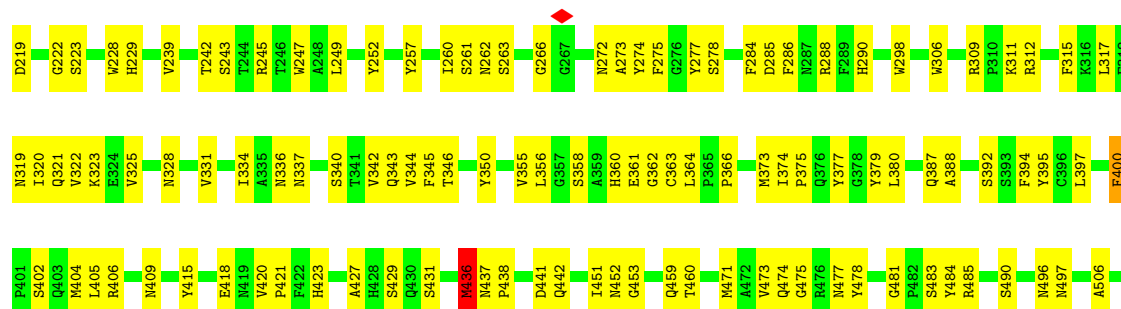 D219 G222 S223 W228 H229 V239 T242 S243 T244 R245 T246 W247 A248 L249 Y252 Y257 I260 S261 N262 S263 G266 G267 N272 A273 Y274 F275 G276 Y277 S278 F284 D285 F286 N287 R288 F289 H290 W298 W306 R309 P310 K311 R312 F315 K316 L317
N319 I320 Q321 V322 K323 E324 V325 N328 V331 I334 A335 N336 N337 S340 T341 V342 Q343 V344 F345 T346 Y350 V355 L356 G357 S358 A359 H360 E361 G362 C363 L364 P365 P366 M373 I374 P375 Q376 Y377 G378 Y379 L380 Q387 A388 S392 S393 F394 Y395 C396 L397 F400
P401 S402 Q403 M404 L405 R406 N409 Y415 E418 N419 V420 P421 F422 H423 A427 H428 S429 Q430 S431 M436 N437 P438 D441 Q442 I451 N452 G453 Q459 T460 M471 A472 V473 Q474 G475 R476 N477 Y478 G481 P482 S483 Y484 R485 S490 N496 N497 A506